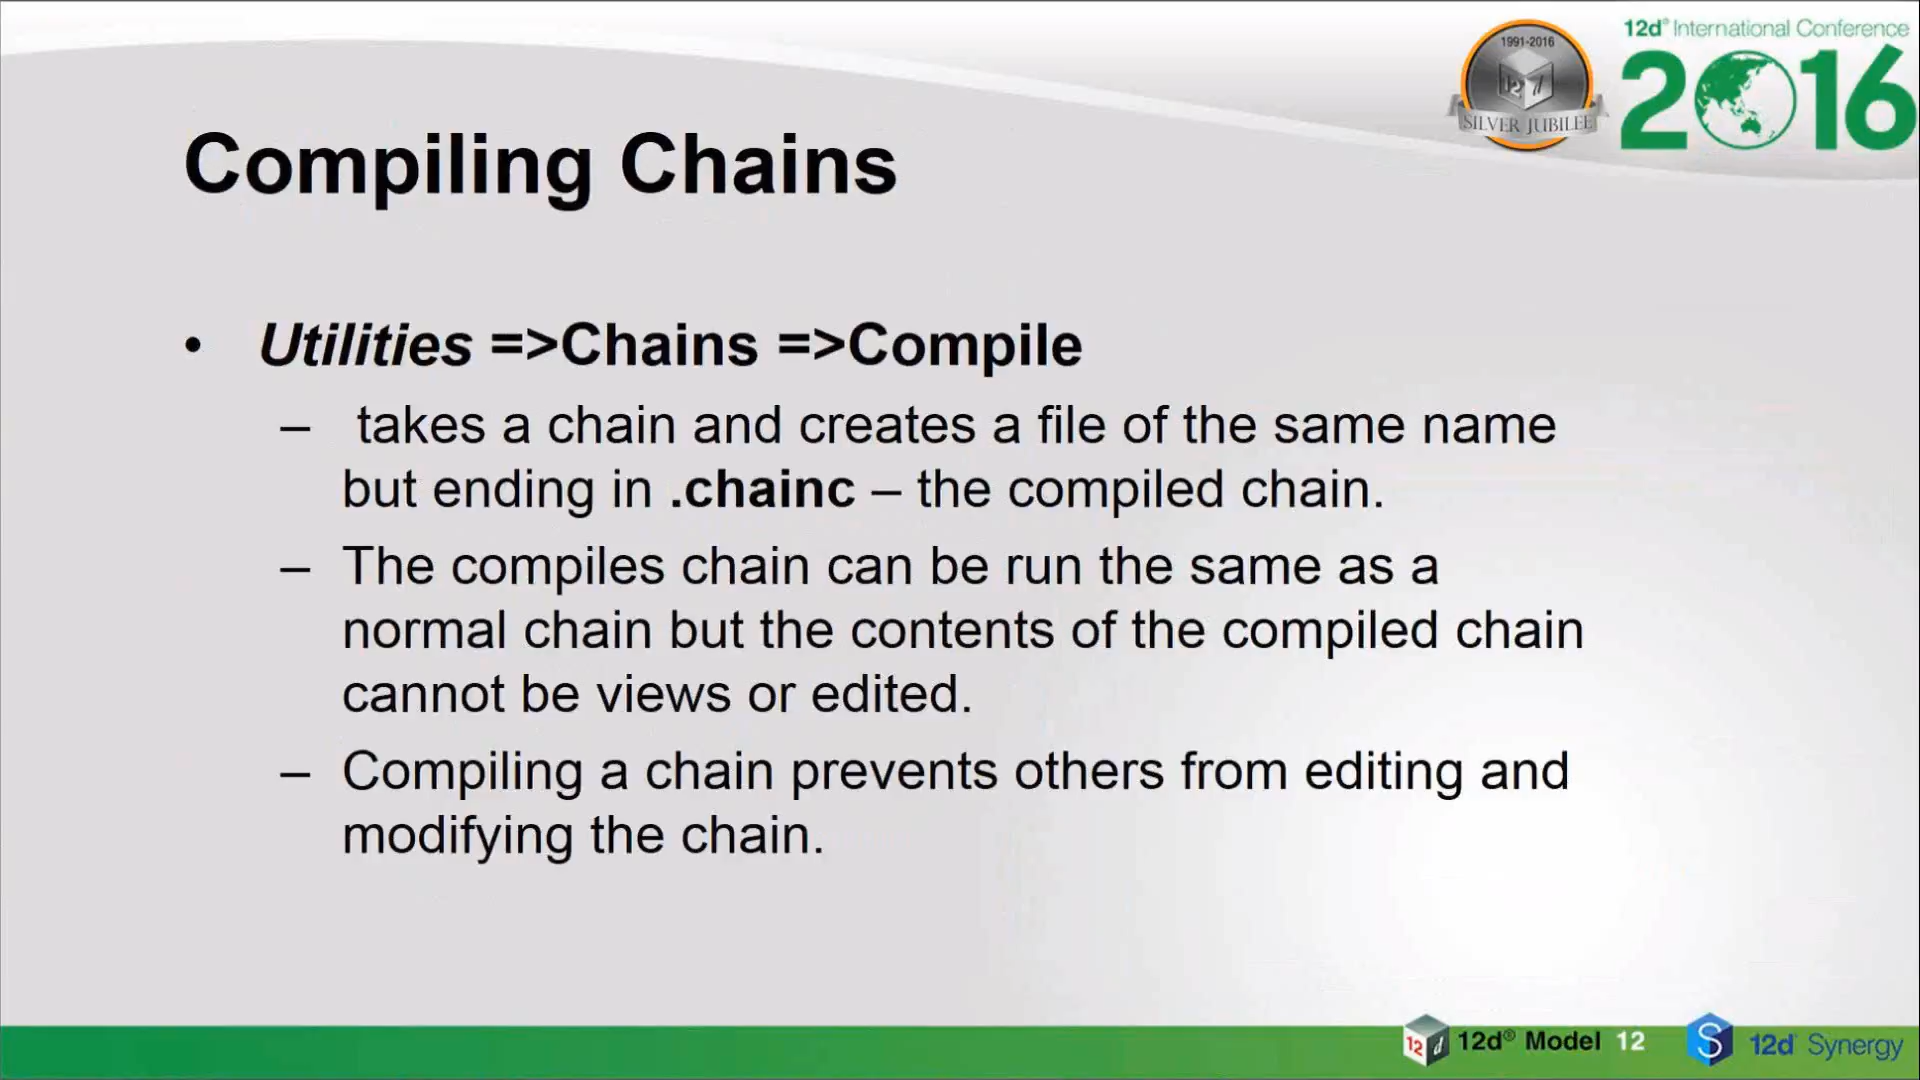 1991-2016
12d
SILVER JUBILEE
12d® International Conference
2016
Compiling Chains
• Utilities =>Chains =>Compile
– takes a chain and creates a file of the same name
but ending in .chainc – the compiled chain.
– The compiles chain can be run the same as a
normal chain but the contents of the compiled chain
cannot be views or edited.
– Compiling a chain prevents others from editing and
modifying the chain.
12 d 12d® Model 12
S 12d® Synergy